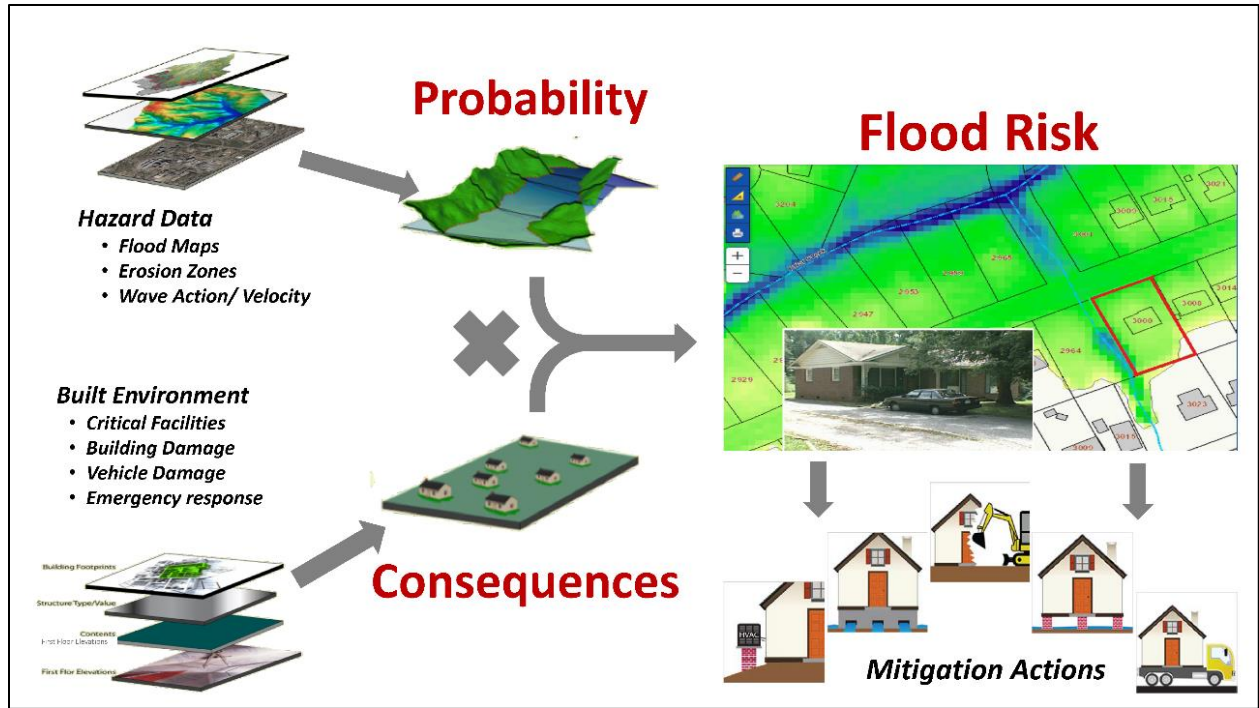 Probability
Flood Risk
Hazard Data
• Flood Maps
• Erosion Zones
• Wave Action/ Velocity
Built Environment
• Critical Facilities
• Building Damage
• Vehicle Damage
• Emergency response
Consequences
Building Footprints
Structure Type/Value
Contents
First Floor Elevations
First Flor Elevations
+
−
3204
3009
3015
3021
2965
2953
2947
3000
3008
3014
2964
2929
3023
3015
3009
HVAC
Mitigation Actions